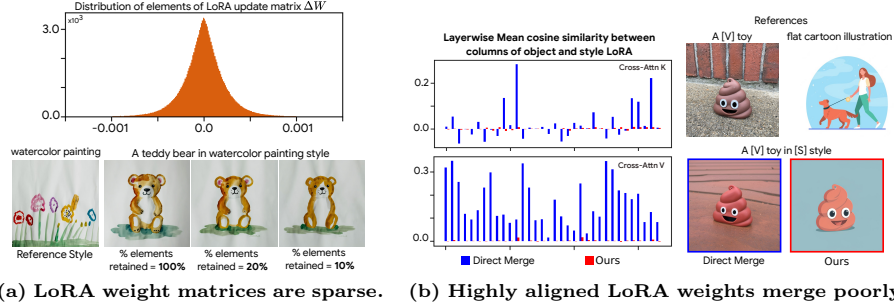 Distribution of elements of LoRA update matrix ΔW
x10³
3.0
0.0
-0.001
0.0
0.001
watercolor painting
A teddy bear in watercolor painting style
Reference Style
% elements
retained = 100%
% elements
retained = 20%
% elements
retained = 10%
(a) LoRA weight matrices are sparse.
Layerwise Mean cosine similarity between
columns of object and style LoRA
Cross-Attn K
0.2
0.0
Cross-Attn V
0.3
0.0
Direct Merge
Ours
References
A [V] toy
flat cartoon illustration
A [V] toy in [S] style
Direct Merge
Ours
(b) Highly aligned LoRA weights merge poorly